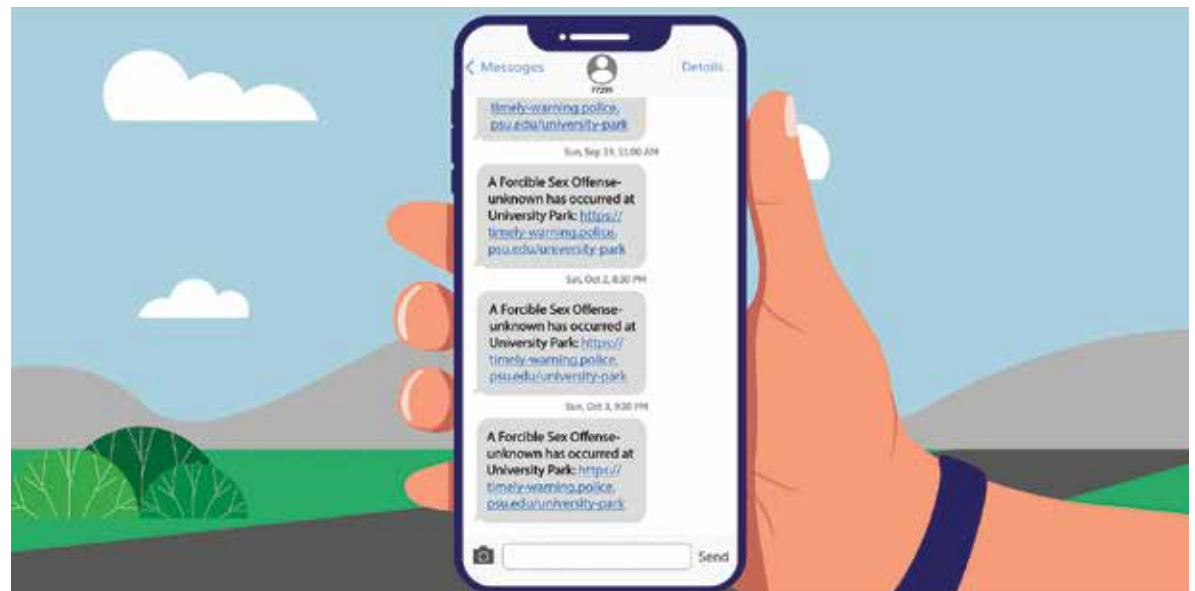 Messages
Details
timely-warning.police.
psu.edu/university-park
Sun, Sep 19, 11:00 AM
A Forcible Sex Offense-
unknown has occurred at
University Park: https://
timely-warning.police.
psu.edu/university-park
Sat, Oct 2, 8:30 PM
A Forcible Sex Offense-
unknown has occurred at
University Park: https://
timely-warning.police.
psu.edu/university-park
Sun, Oct 3, 9:30 PM
A Forcible Sex Offense-
unknown has occurred at
University Park: https://
timely-warning.police.
psu.edu/university-park
Send